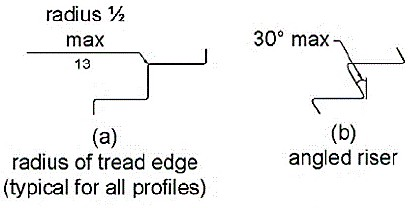 radius ½
max
13
(a)
radius of tread edge
(typical for all profiles)
30° max
(b)
angled riser